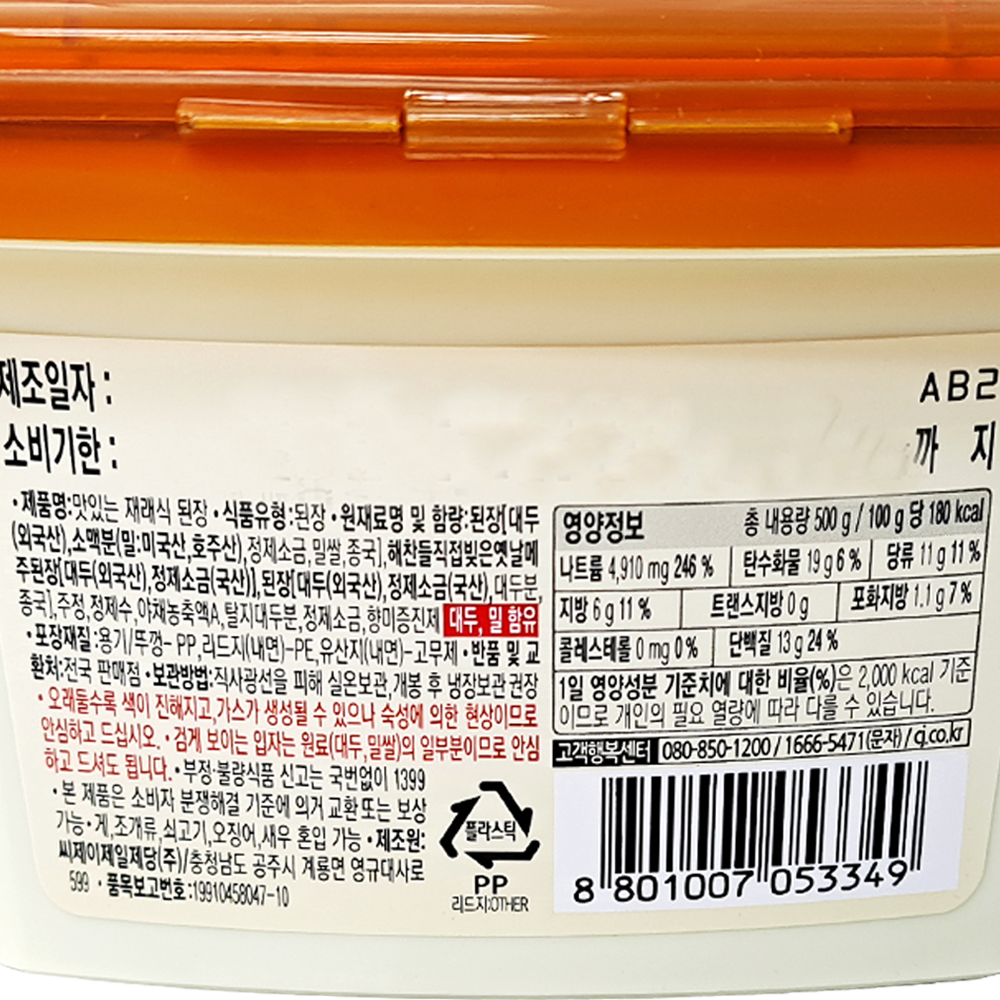 제조일자 :
소비기한 :
AB2
까 지
• 제품명:맛있는 재래식 된장 • 식품유형:된장 • 원재료명 및 함량:된장[대두
(외국산),소맥분(밀:미국산,호주산),정제소금,밀쌀,종국],해찬들직접빚은옛날메
주된장[대두(외국산),정제소금(국산)],된장[대두(외국산),정제소금(국산),대두분,
종국],주정,정제수,야채농축액A,탈지대두분,정제소금,향미증진제 대두, 밀 함유
• 포장재질:용기/뚜껑-PP,리드지(내면)-PE,유산지(내면)-고무제 • 반품 및 교
환처:전국 판매점 • 보관방법:직사광선을 피해 실온보관,개봉 후 냉장보관 권장
• 오래둘수록 색이 진해지고,가스가 생성될 수 있으나 숙성에 의한 현상이므로
안심하고 드십시오. • 검게 보이는 입자는 원료(대두,밀쌀)의 일부분이므로 안심
하고 드셔도 됩니다. • 부정·불량식품 신고는 국번없이 1399
• 본 제품은 소비자 분쟁해결 기준에 의거 교환 또는 보상
가능 • 게,조개류,쇠고기,오징어,새우 혼입 가능 • 제조원:
씨제이제일제당(주)/충청남도 공주시 계룡면 영규대사로
599 • 품목보고번호:19910458047-10
플라스틱
PP
리드지:OTHER
영양정보 총 내용량 500 g / 100 g 당 180 kcal
나트륨 4,910 mg 246 % 탄수화물 19 g 6 % 당류 11 g 11 %
지방 6 g 11 % 트랜스지방 0 g 포화지방 1.1 g 7 %
콜레스테롤 0 mg 0 % 단백질 13 g 24 %
1일 영양성분 기준치에 대한 비율(%)은 2,000 kcal 기준
이므로 개인의 필요 열량에 따라 다를 수 있습니다.
고객행복센터 080-850-1200 / 1666-5471(문자) / cj.co.kr
8 801007 053349